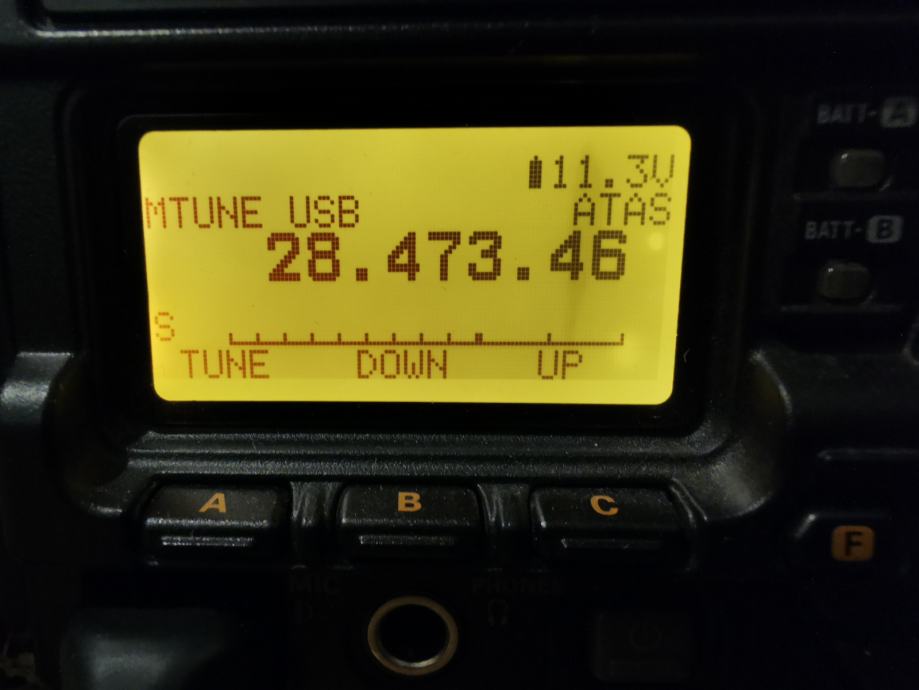 11.3V
MTUNE USB ATAS
28.473.46
S
TUNE DOWN UP
BATT-A
BATT-B
A B C
F
MIC PHONES